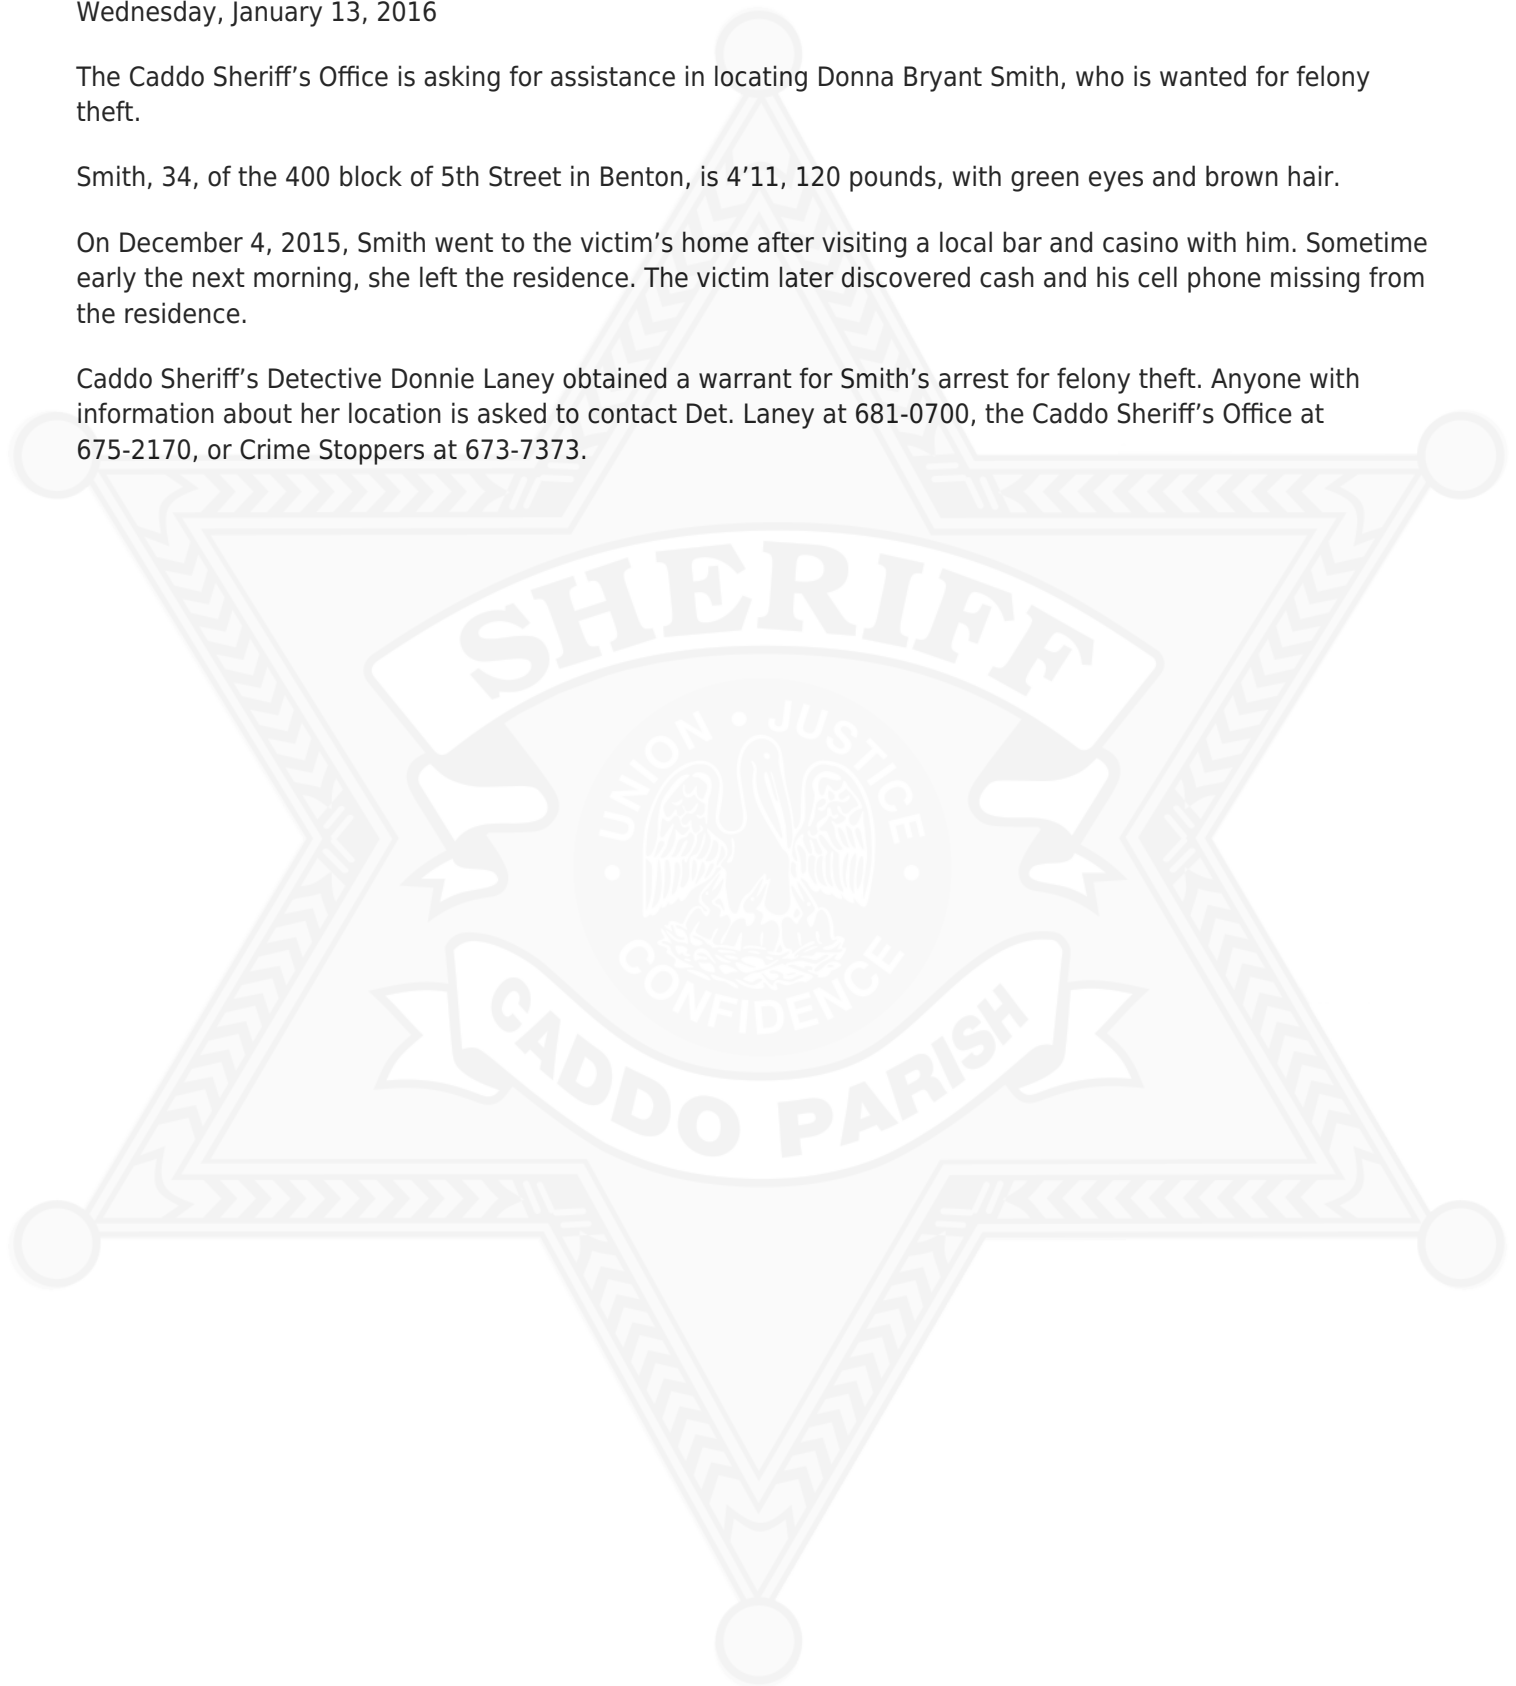 Wednesday, January 13, 2016
The Caddo Sheriff’s Office is asking for assistance in locating Donna Bryant Smith, who is wanted for felony
theft.
Smith, 34, of the 400 block of 5th Street in Benton, is 4’11, 120 pounds, with green eyes and brown hair.
On December 4, 2015, Smith went to the victim’s home after visiting a local bar and casino with him. Sometime
early the next morning, she left the residence. The victim later discovered cash and his cell phone missing from
the residence.
Caddo Sheriff’s Detective Donnie Laney obtained a warrant for Smith’s arrest for felony theft. Anyone with
information about her location is asked to contact Det. Laney at 681-0700, the Caddo Sheriff’s Office at
675-2170, or Crime Stoppers at 673-7373.
SHERIFF
UNION • JUSTICE
• CONFIDENCE •
CADDO PARISH